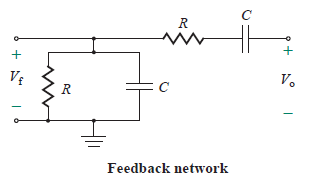 R
C
+
V_f
−
R
C
+
V_o
−
Feedback network